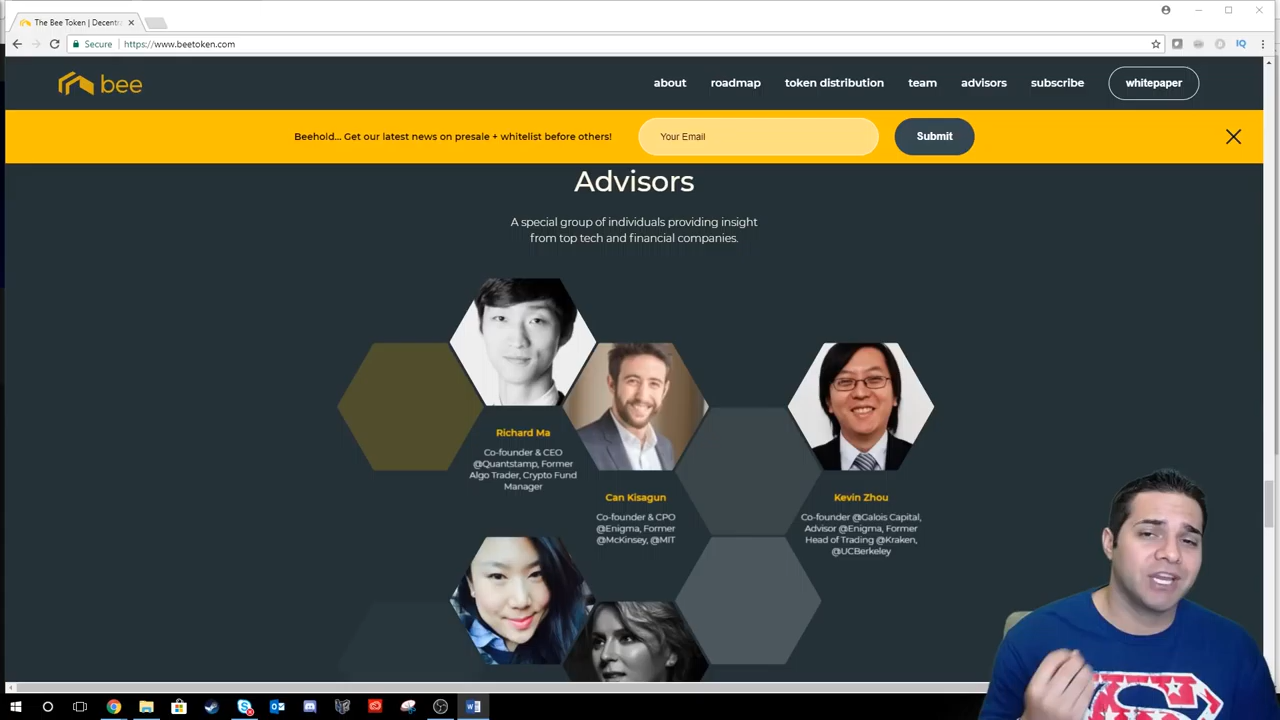 The Bee Token | Decentra
Secure
https://www.beetoken.com
IQ
bee
about
roadmap
token distribution
team
advisors
subscribe
whitepaper
Beehold... Get our latest news on presale + whitelist before others!
Your Email
Submit
Advisors
A special group of individuals providing insight
from top tech and financial companies.
Richard Ma
Co-founder & CEO
@Quantstamp, Former
Algo Trader, Crypto Fund
Manager
Can Kisagun
Co-founder & CPO
@Enigma, Former
@McKinsey, @MIT
Kevin Zhou
Co-founder @Galois Capital,
Advisor @Enigma, Former
Head of Trading @Kraken,
@UCBerkeley